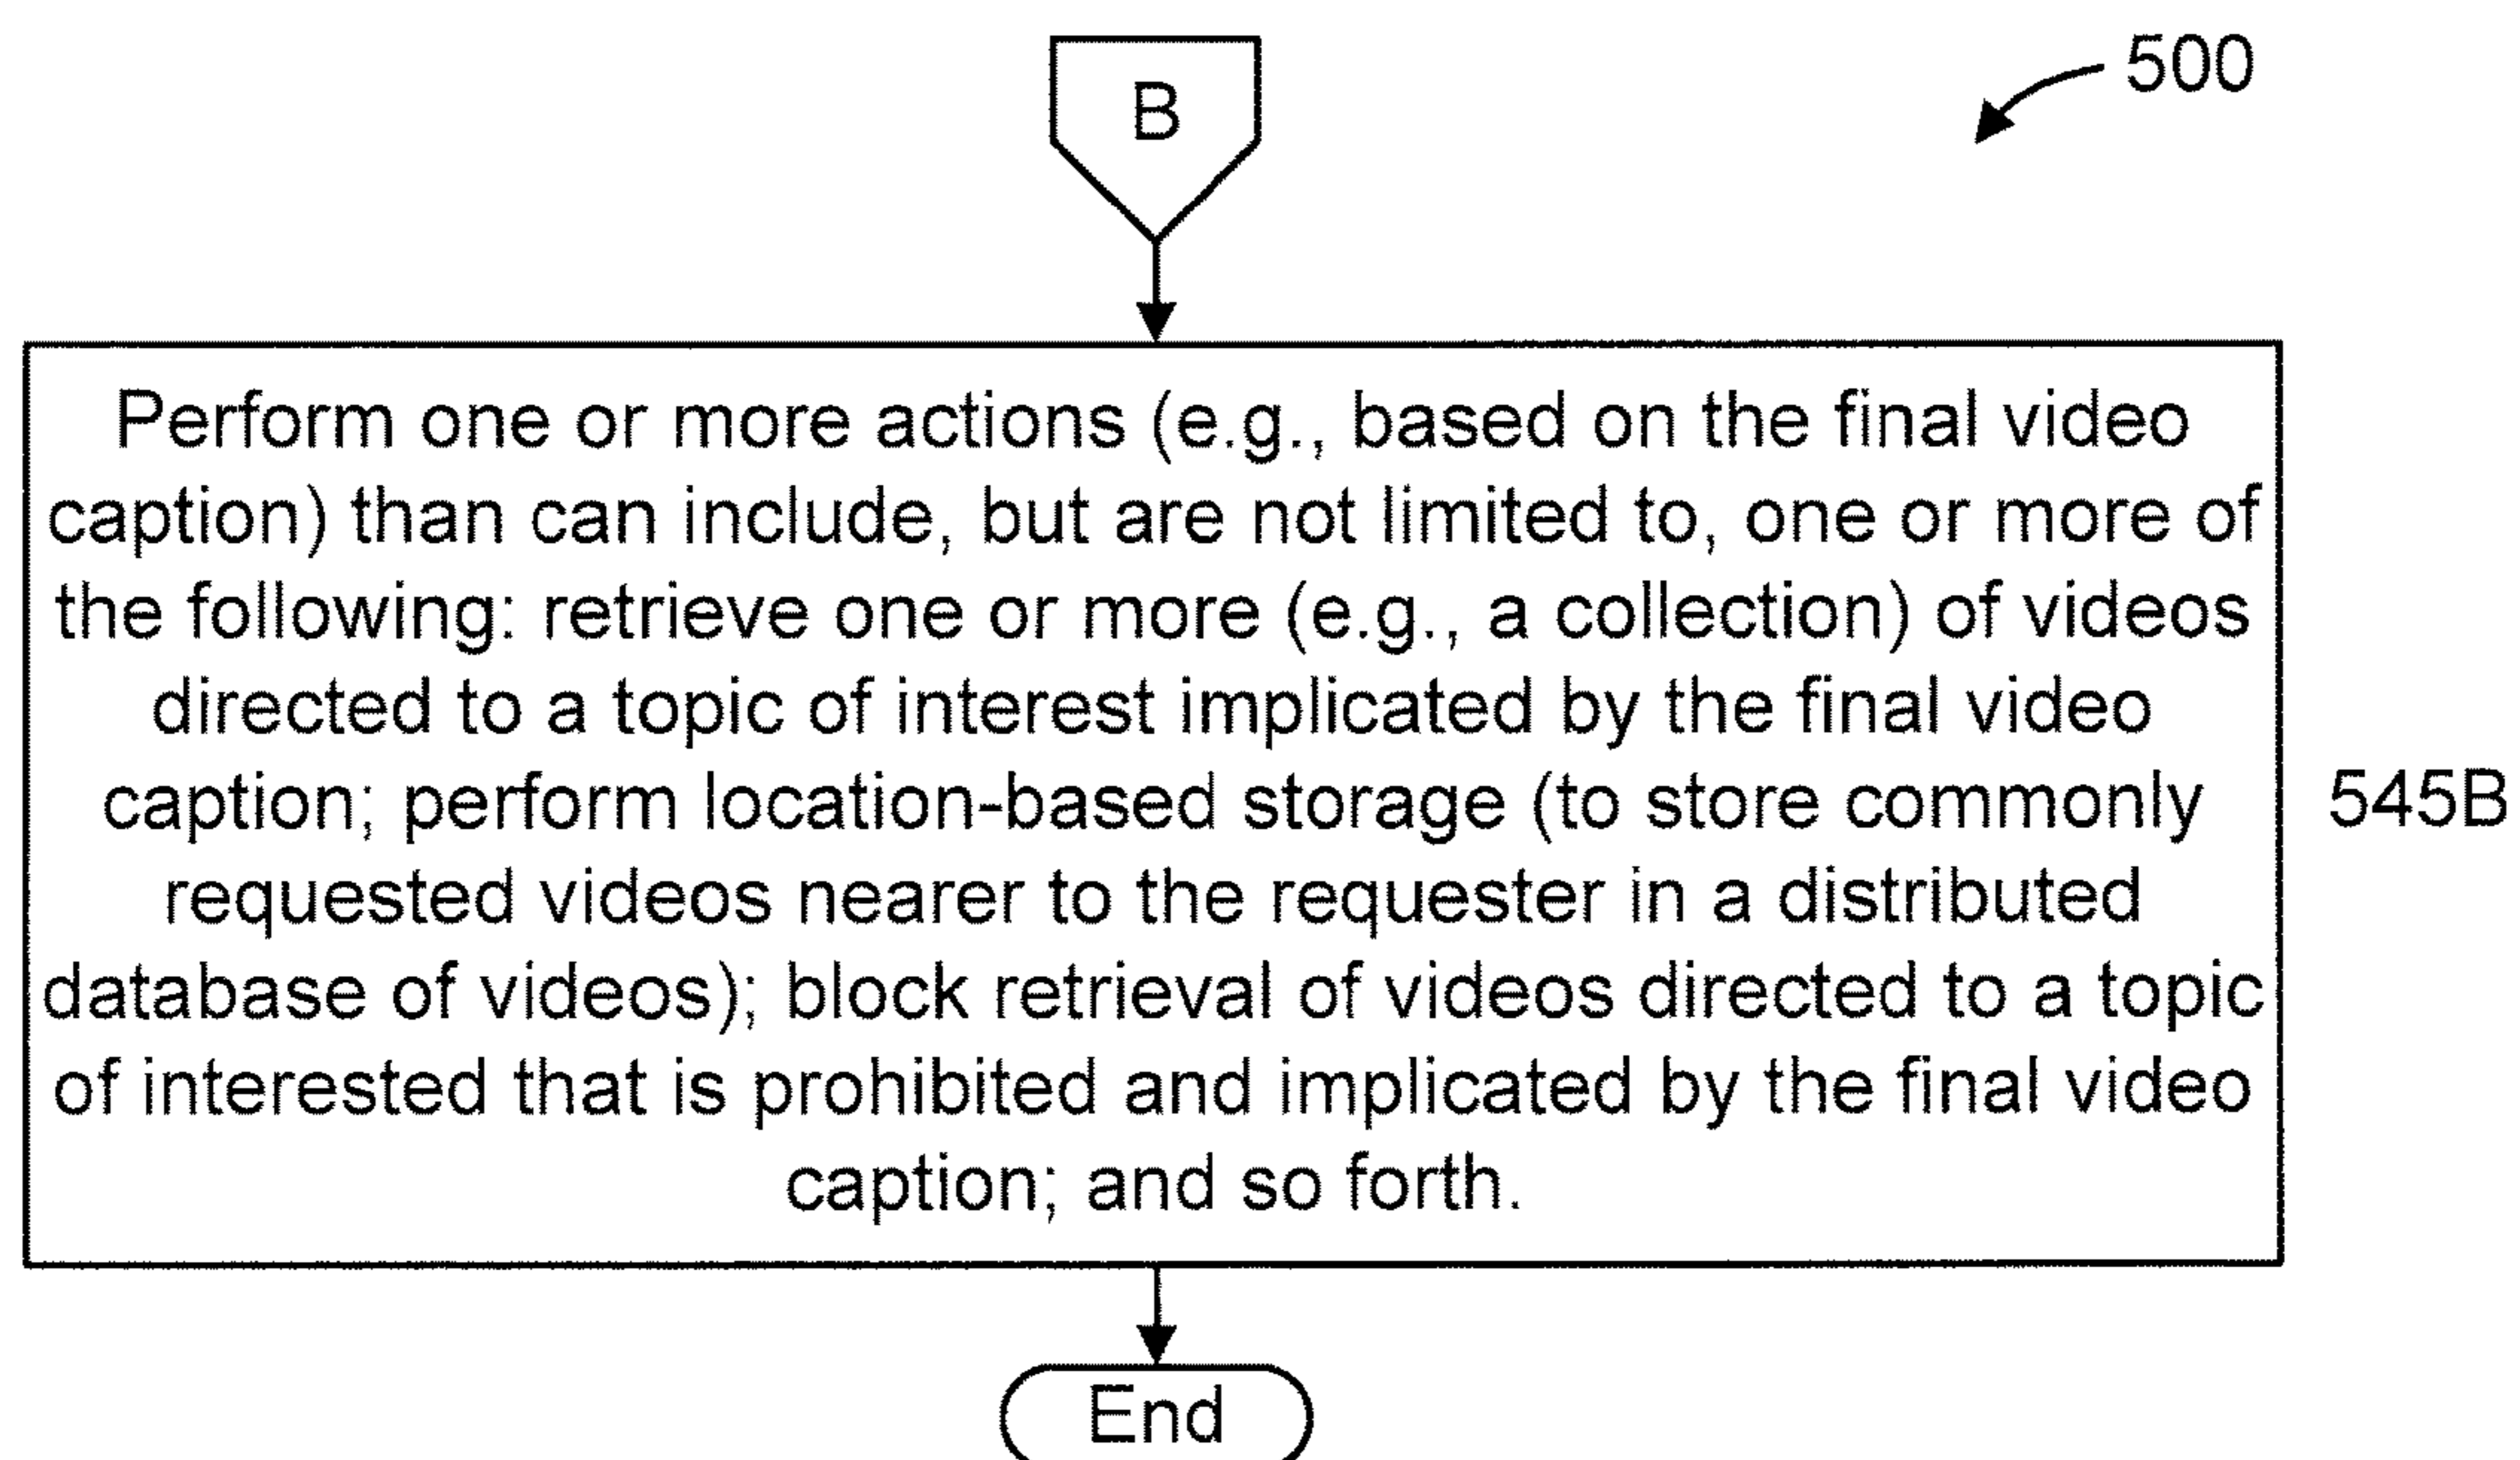 B
500
Perform one or more actions (e.g., based on the final video
caption) than can include, but are not limited to, one or more of
the following: retrieve one or more (e.g., a collection) of videos
directed to a topic of interest implicated by the final video
caption; perform location-based storage (to store commonly
requested videos nearer to the requester in a distributed
database of videos); block retrieval of videos directed to a topic
of interested that is prohibited and implicated by the final video
caption; and so forth.
545B
End